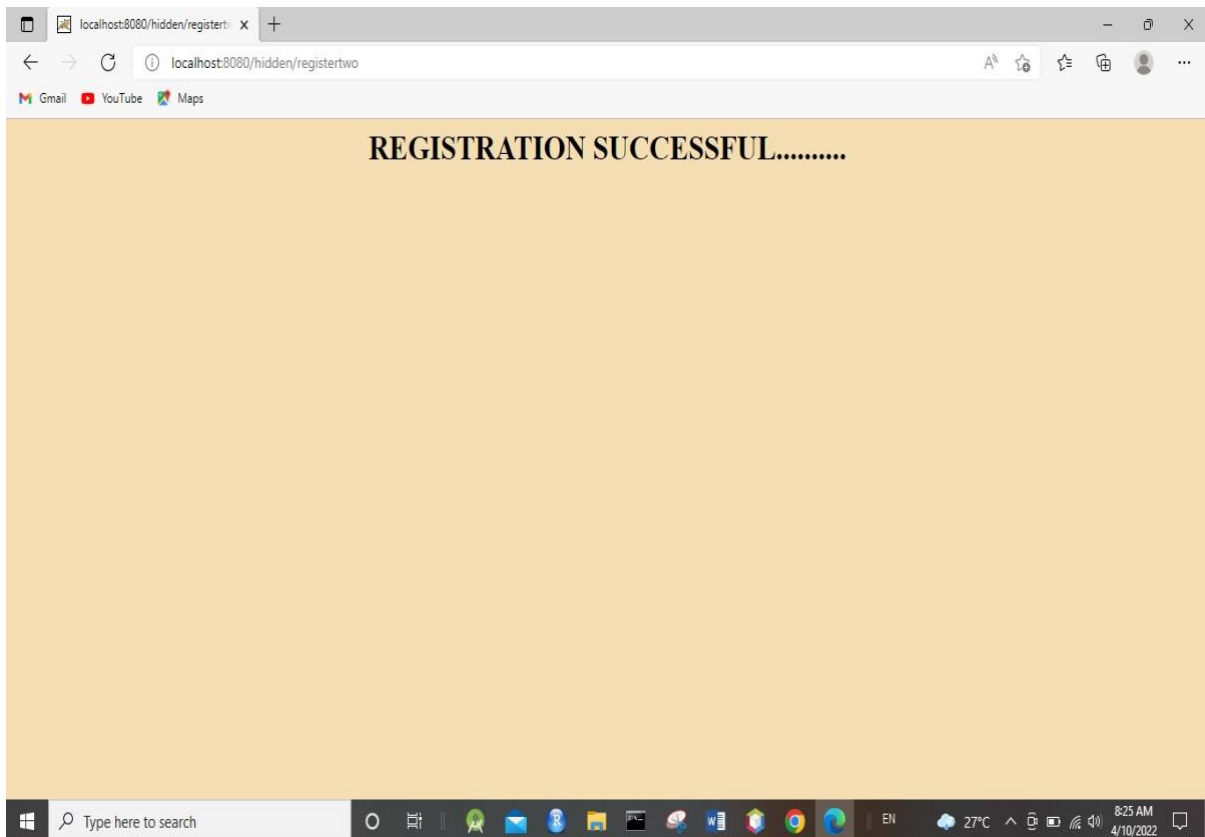 localhost:8080/hidden/registert
localhost:8080/hidden/registertwo
Gmail YouTube Maps
REGISTRATION SUCCESSFUL..........
Type here to search
EN
27°C
8:25 AM
4/10/2022